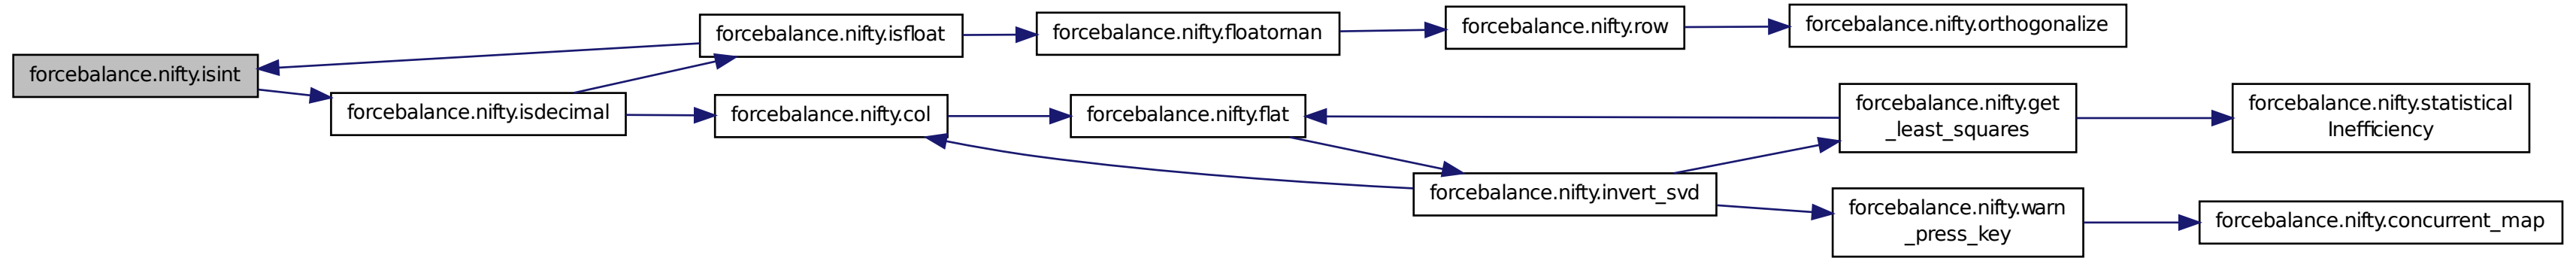 forcebalance.nifty.isint
forcebalance.nifty.isdecimal
forcebalance.nifty.isfloat
forcebalance.nifty.floatornan
forcebalance.nifty.row
forcebalance.nifty.orthogonalize
forcebalance.nifty.col
forcebalance.nifty.flat
forcebalance.nifty.invert_svd
forcebalance.nifty.get
_least_squares
forcebalance.nifty.statistical
Inefficiency
forcebalance.nifty.warn
_press_key
forcebalance.nifty.concurrent_map